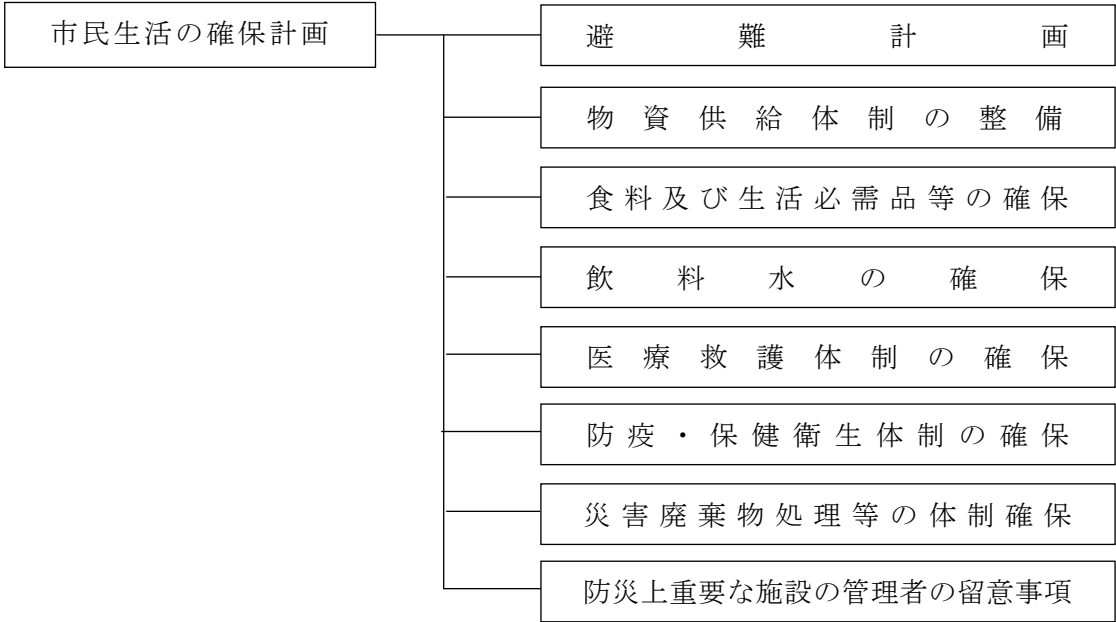 市民生活の確保計画
避難計画
物資供給体制の整備
食料及び生活必需品等の確保
飲料水の確保
医療救護体制の確保
防疫・保健衛生体制の確保
災害廃棄物処理等の体制確保
防災上重要な施設の管理者の留意事項